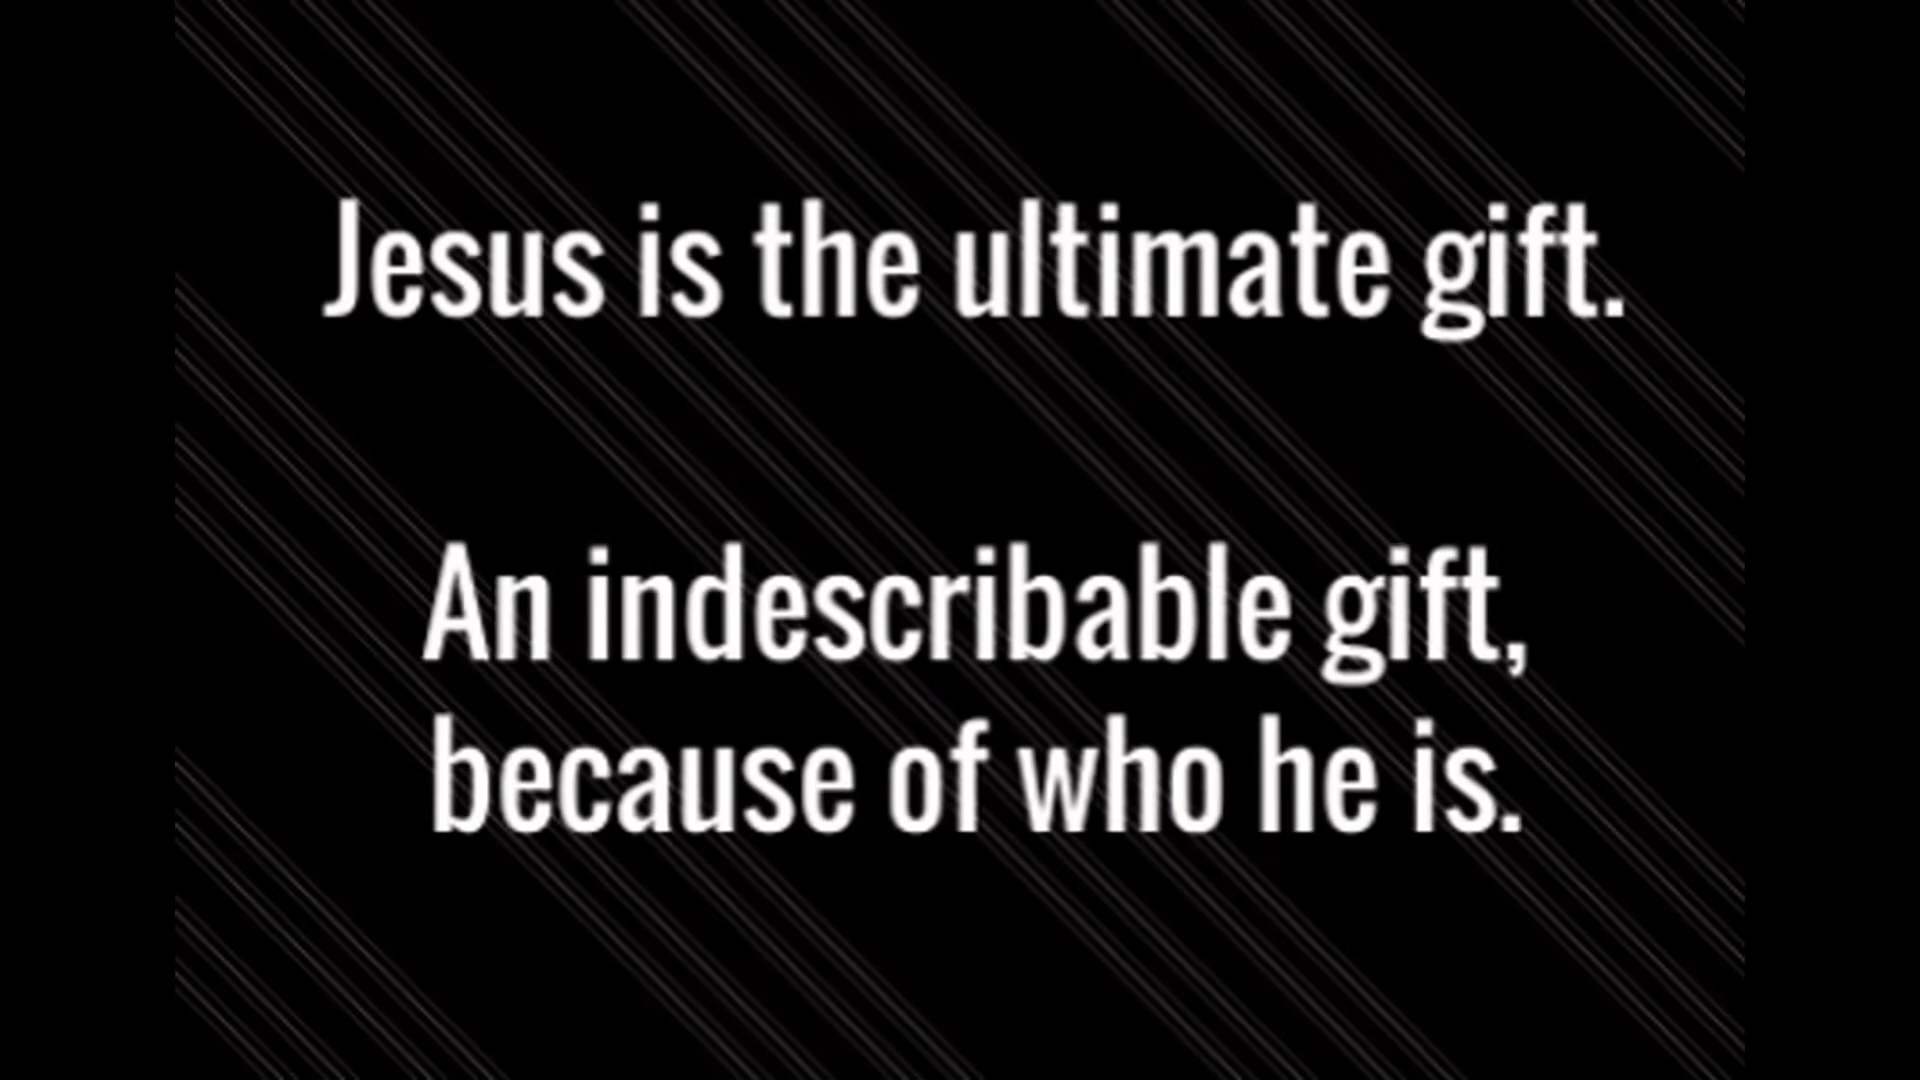 Jesus is the ultimate gift.
An indescribable gift,
because of who he is.